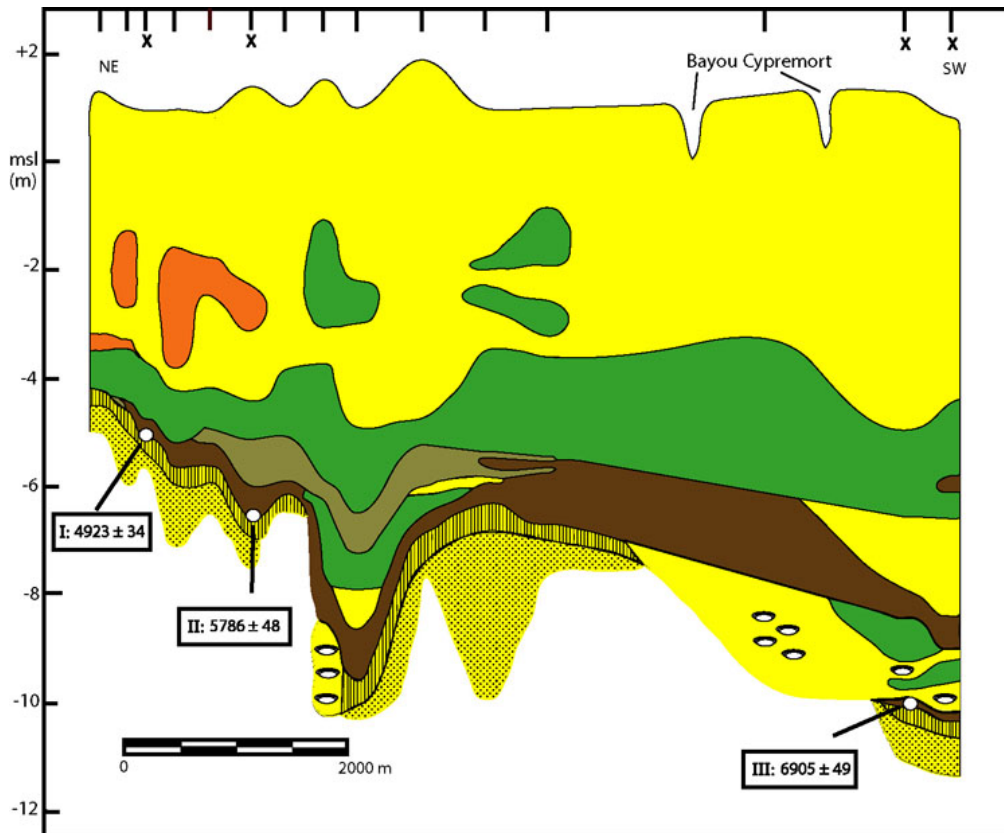 x x x x
+2
NE
Bayou Cypremort
SW
msl
(m)
-2
-4
-6
I: 4923 ± 34
-8
II: 5786 ± 48
-10
0 2000 m
III: 6905 ± 49
-12